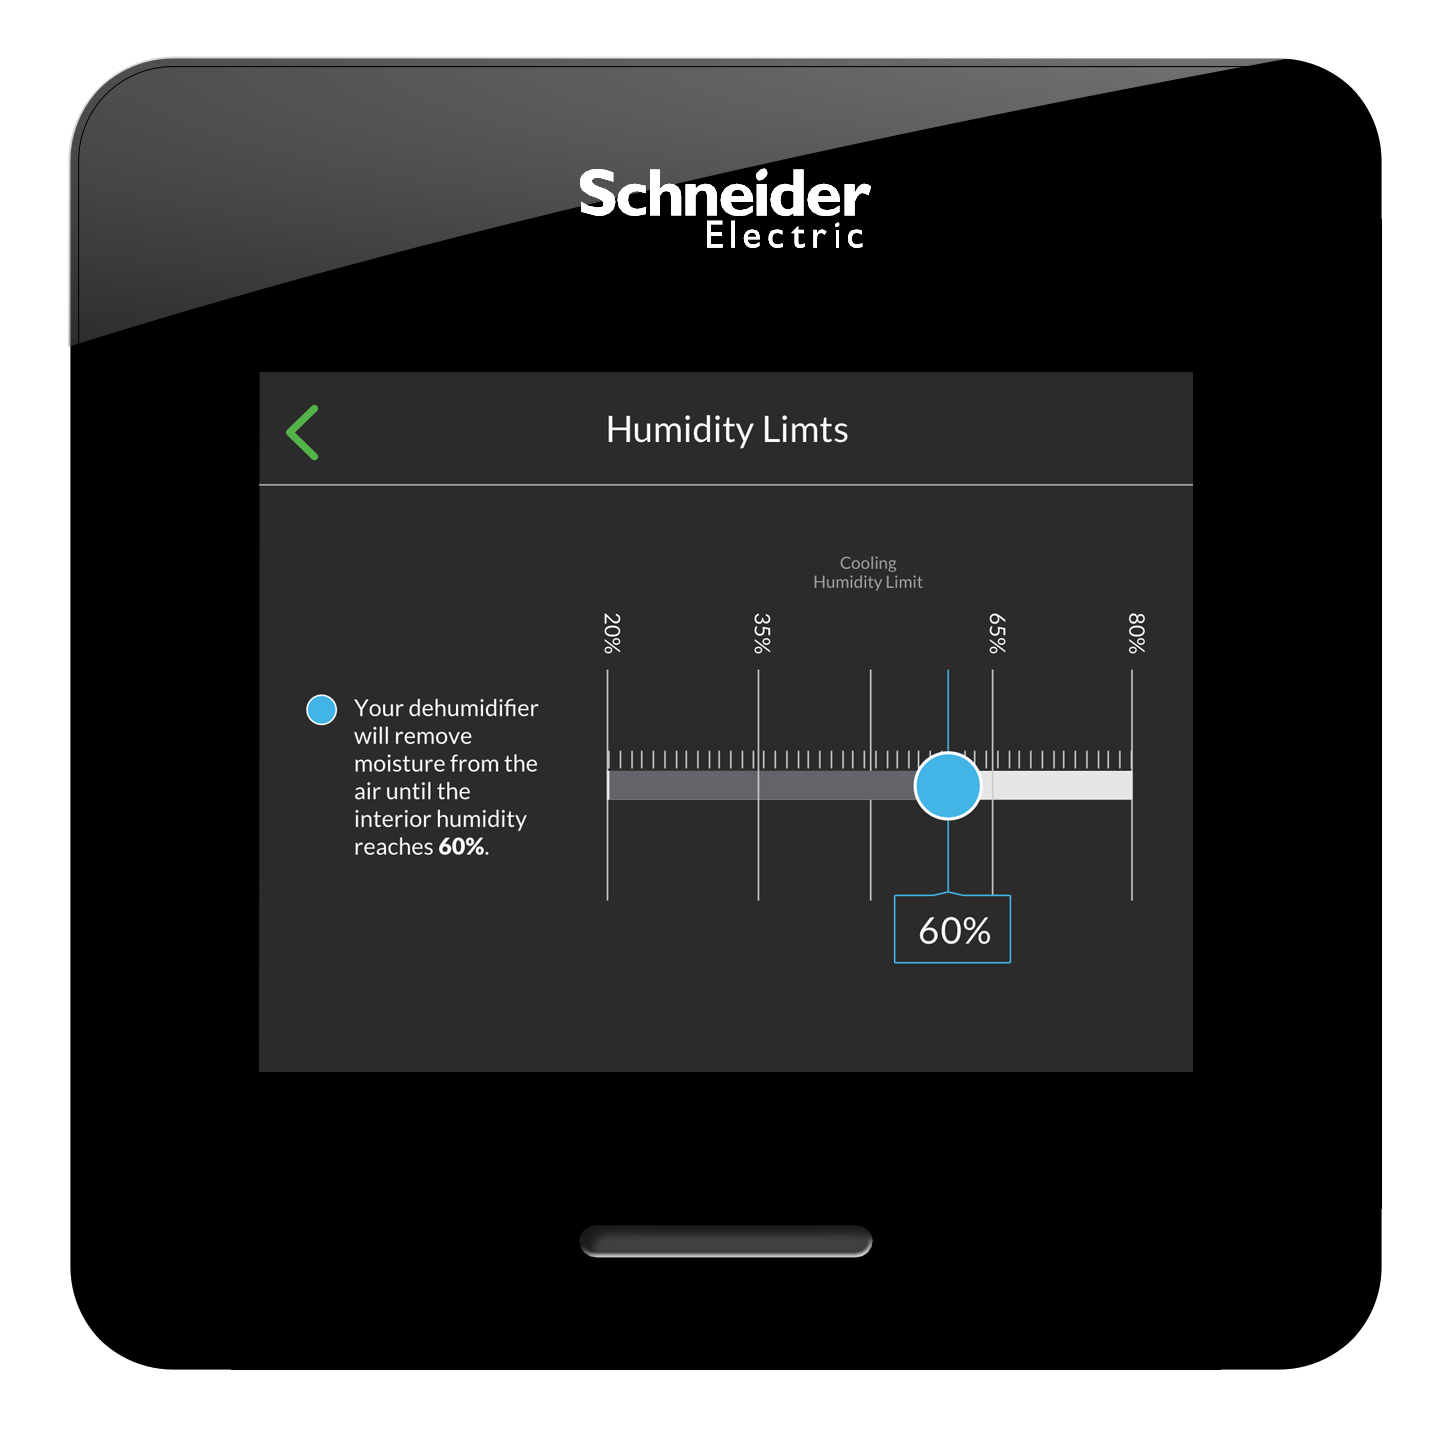 Schneider
Electric
Humidity Limts
Cooling
Humidity Limit
20%
35%
65%
80%
Your dehumidifier
will remove
moisture from the
air until the
interior humidity
reaches 60%.
60%